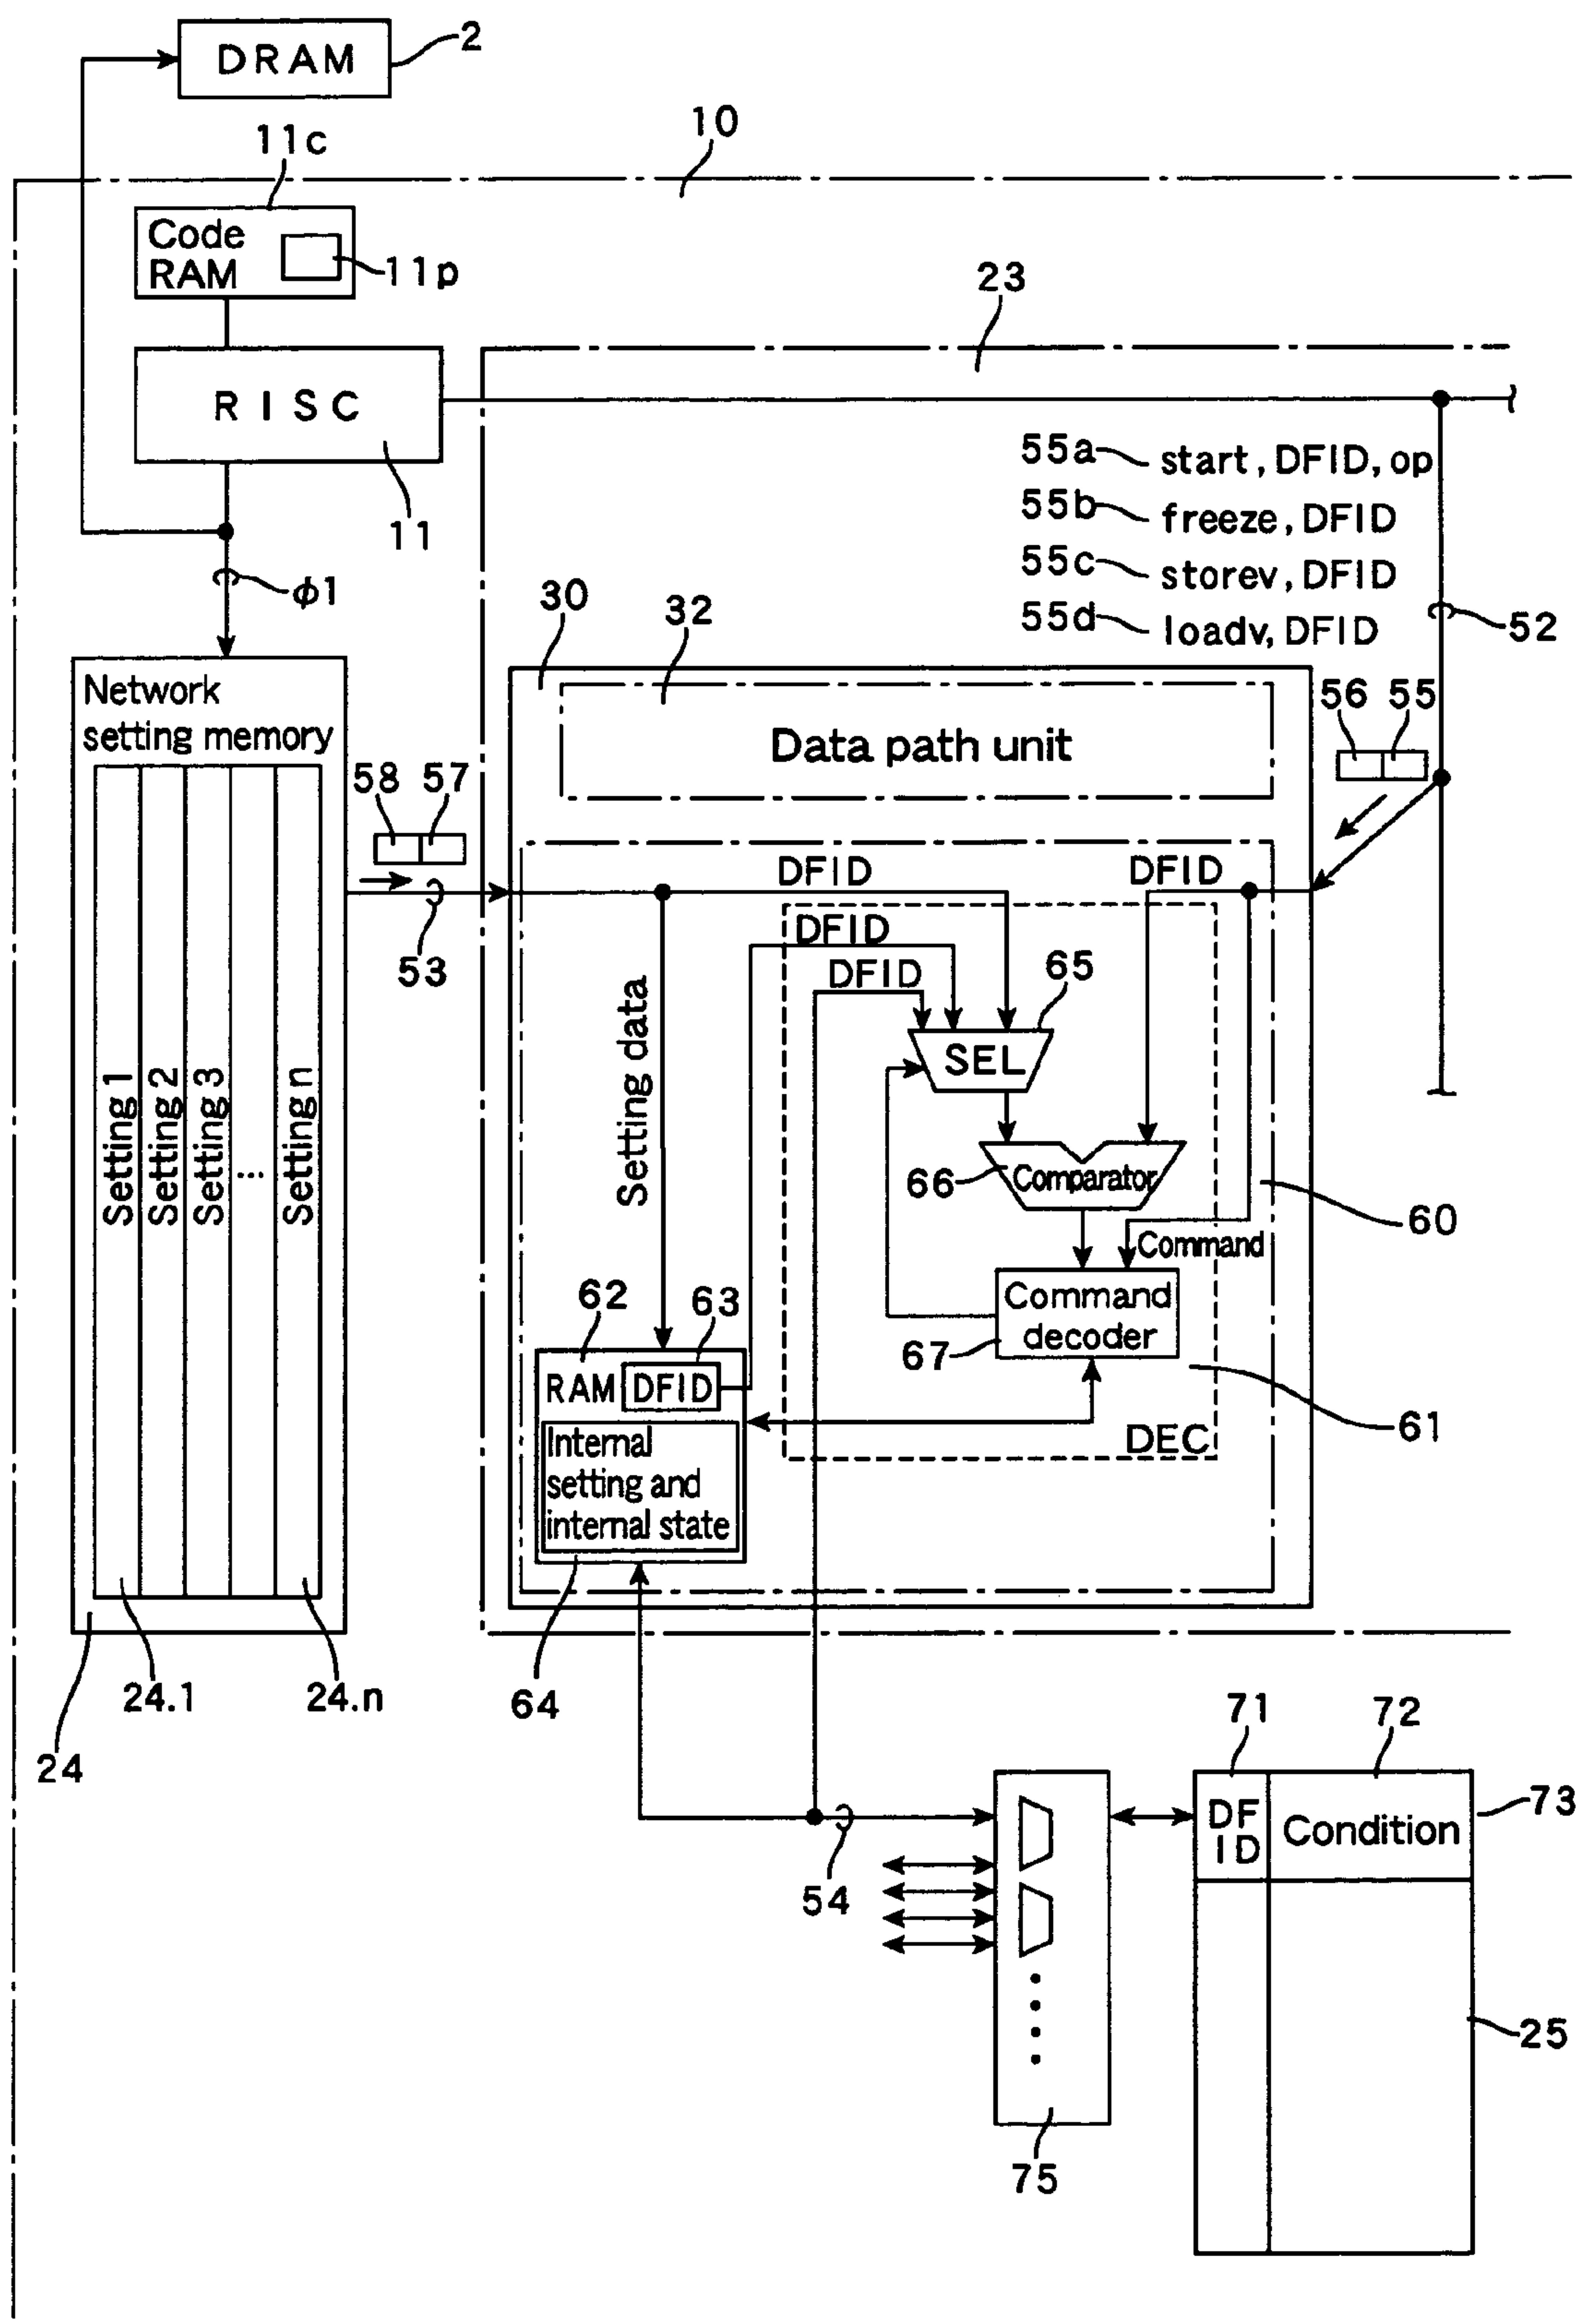 DRAM
2
10
11c
Code
RAM
11p
23
RISC
11
55a
start, DFID, op
55b
freeze, DFID
55c
storev, DFID
55d
loadv, DFID
52
ϕ1
30
32
Network
setting memory
Data path unit
56
55
58
57
53
DFID
DFID
DFID
DFID
65
SEL
Setting data
Setting 1
Setting 2
Setting 3
...
Setting n
66
Comparator
60
Command
62
63
Command
decoder
67
RAM
DFID
61
DEC
Internal
setting and
internal state
24.1
24.n
64
24
71
72
DF
ID
Condition
73
54
25
75